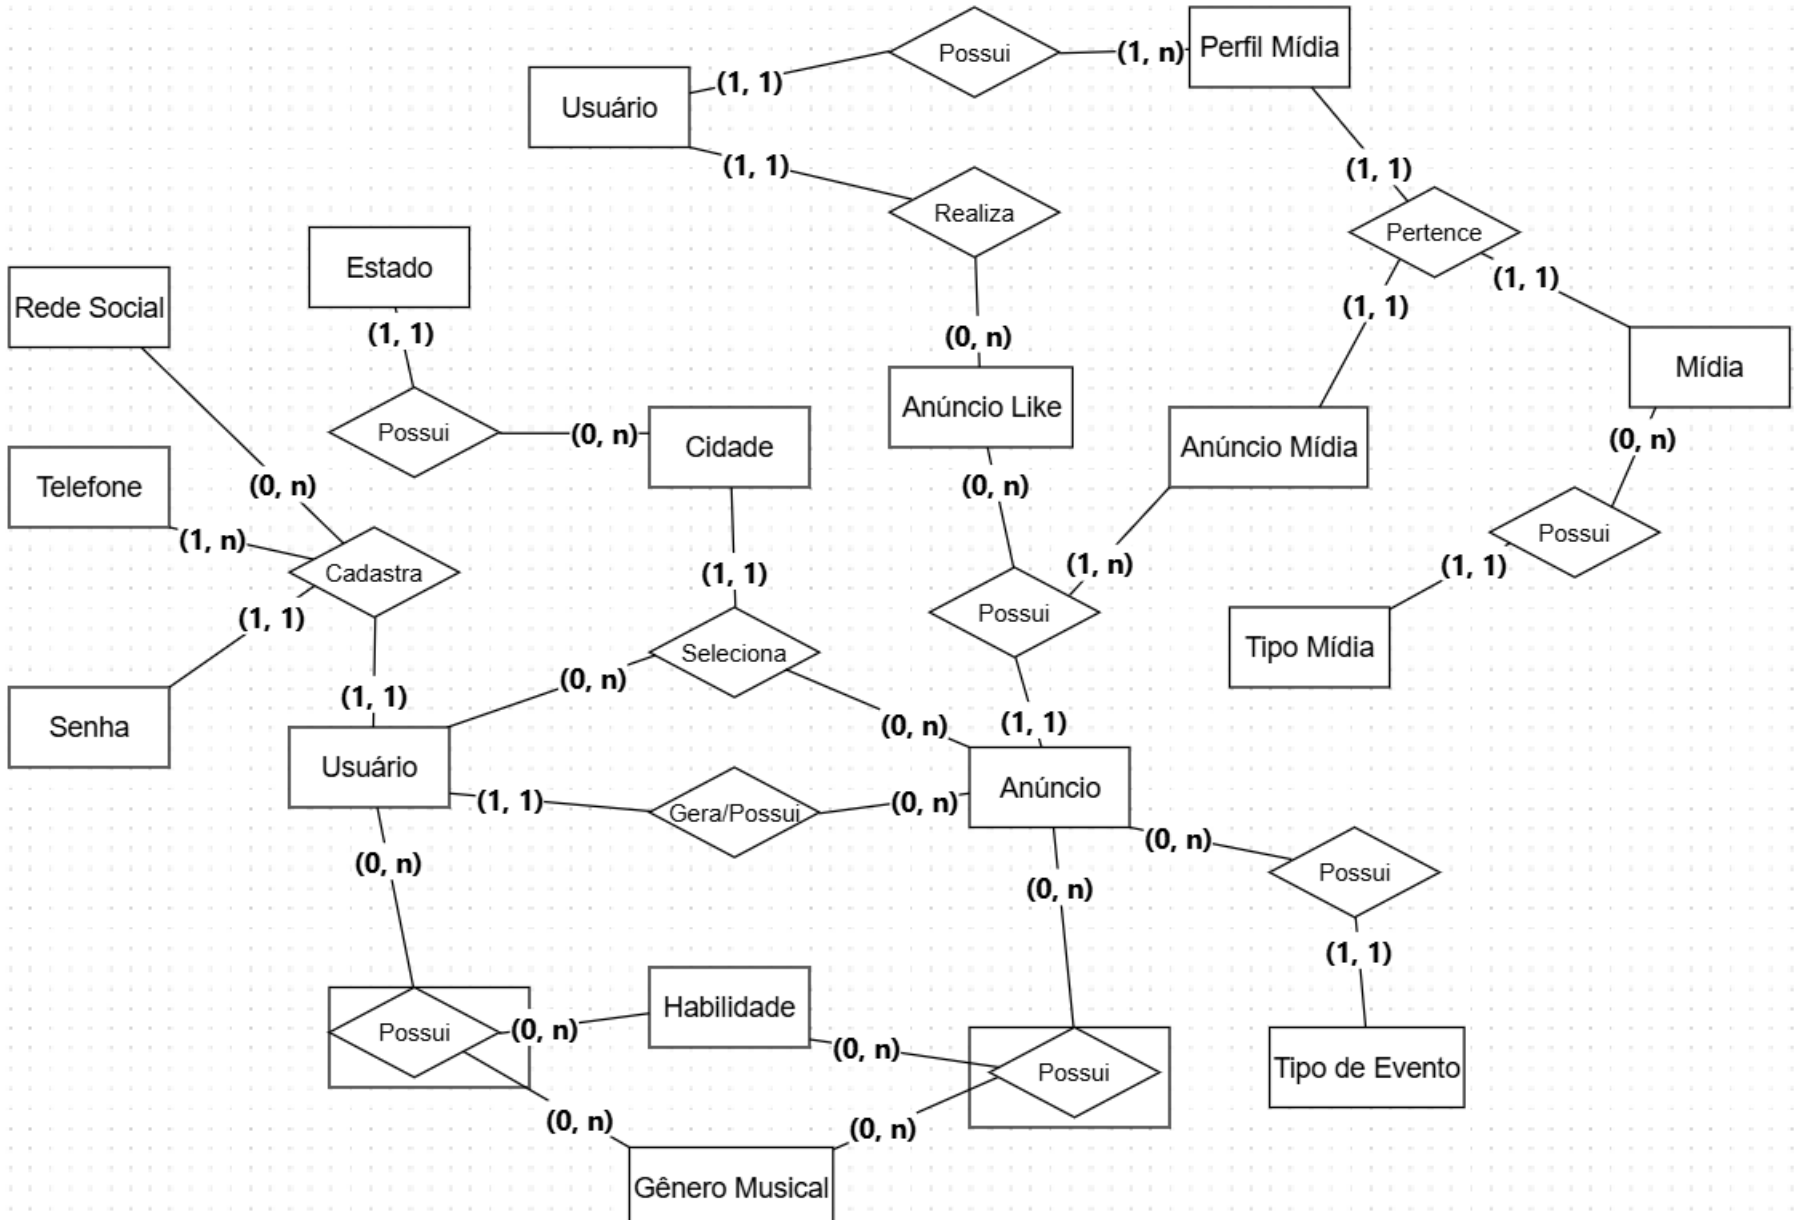 Possui
(1, n)
Perfil Mídia
(1, 1)
Usuário
(1, 1)
(1, 1)
Realiza
Pertence
Estado
(1, 1)
Rede Social
(1, 1)
(1, 1)
(0, n)
Mídia
Anúncio Like
Possui
(0, n)
Cidade
Anúncio Mídia
(0, n)
Telefone
(0, n)
(0, n)
(1, n)
Possui
Cadastra
(1, 1)
(1, n)
(1, 1)
(1, 1)
Possui
Seleciona
Tipo Mídia
(0, n)
(1, 1)
(0, n)
(1, 1)
Senha
Usuário
Anúncio
(1, 1)
Gera/Possui
(0, n)
(0, n)
(0, n)
Possui
(0, n)
(1, 1)
Habilidade
Possui
(0, n)
(0, n)
Possui
Tipo de Evento
(0, n)
(0, n)
Gênero Musical